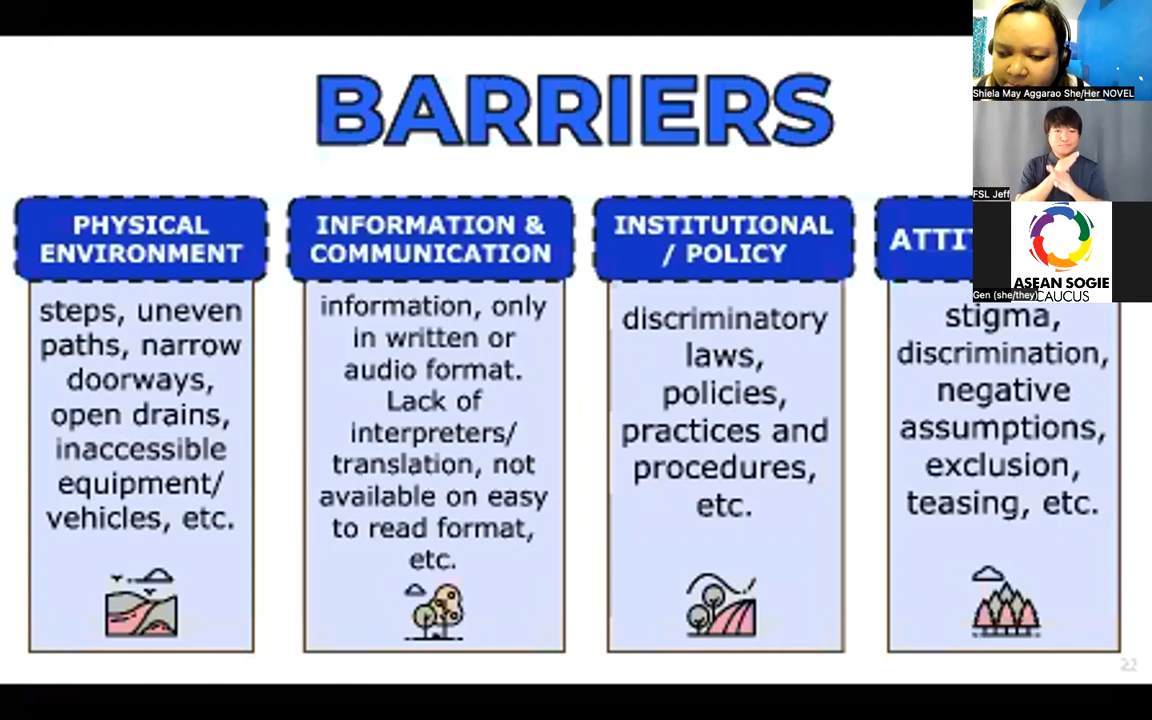 BARRIERS
PHYSICAL
ENVIRONMENT
steps, uneven
paths, narrow
doorways,
open drains,
inaccessible
equipment/
vehicles, etc.
INFORMATION &
COMMUNICATION
information, only
in written or
audio format.
Lack of
interpreters/
translation, not
available on easy
to read format,
etc.
INSTITUTIONAL
/ POLICY
discriminatory
laws,
policies,
practices and
procedures,
etc.
ATTI
stigma,
discrimination,
negative
assumptions,
exclusion,
teasing, etc.
22
Shiela May Aggarao She/Her NOVEL
FSL Jeff
ASEAN SOGIE
CAUCUS
Gen (she/they)